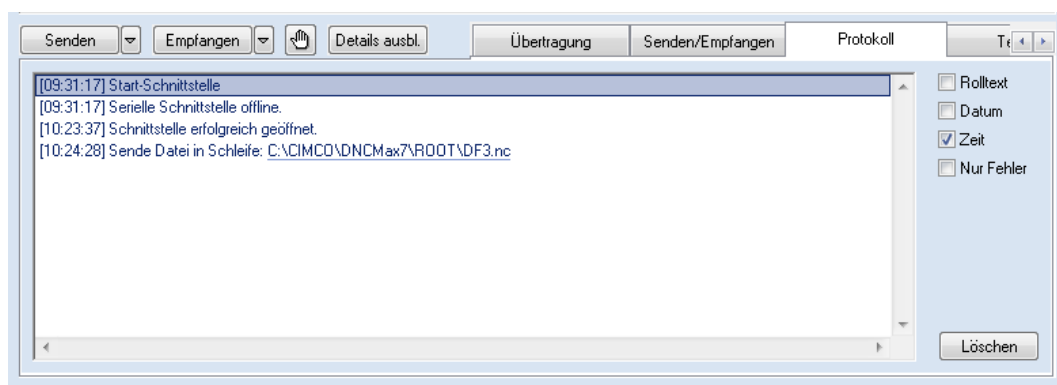 Senden Empfangen Details ausbl. Übertragung Senden/Empfangen Protokoll
[09:31:17] Start-Schnittstelle
[09:31:17] Serielle Schnittstelle offline.
[10:23:37] Schnittstelle erfolgreich geöffnet.
[10:24:28] Sende Datei in Schleife: C:\CIMCO\DNCMax7\ROOT\DF3.nc
Rolltext
Datum
Zeit
Nur Fehler
Löschen